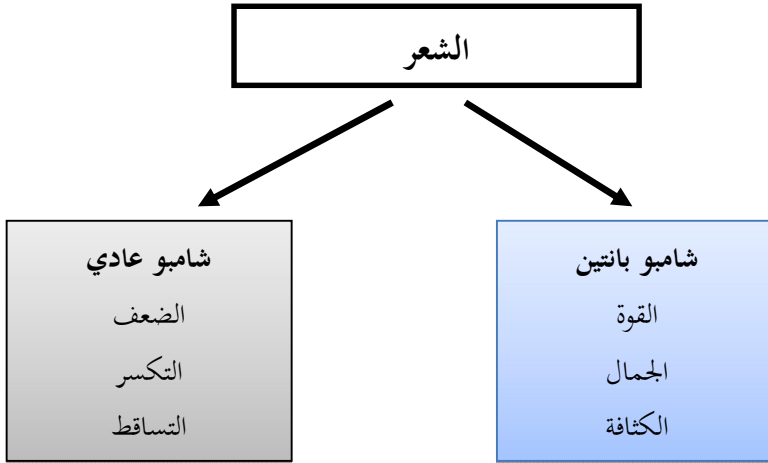 الشعر
شامبو بانتين
القوة
الجمال
الكثافة
شامبو عادي
الضعف
التكسر
التساقط